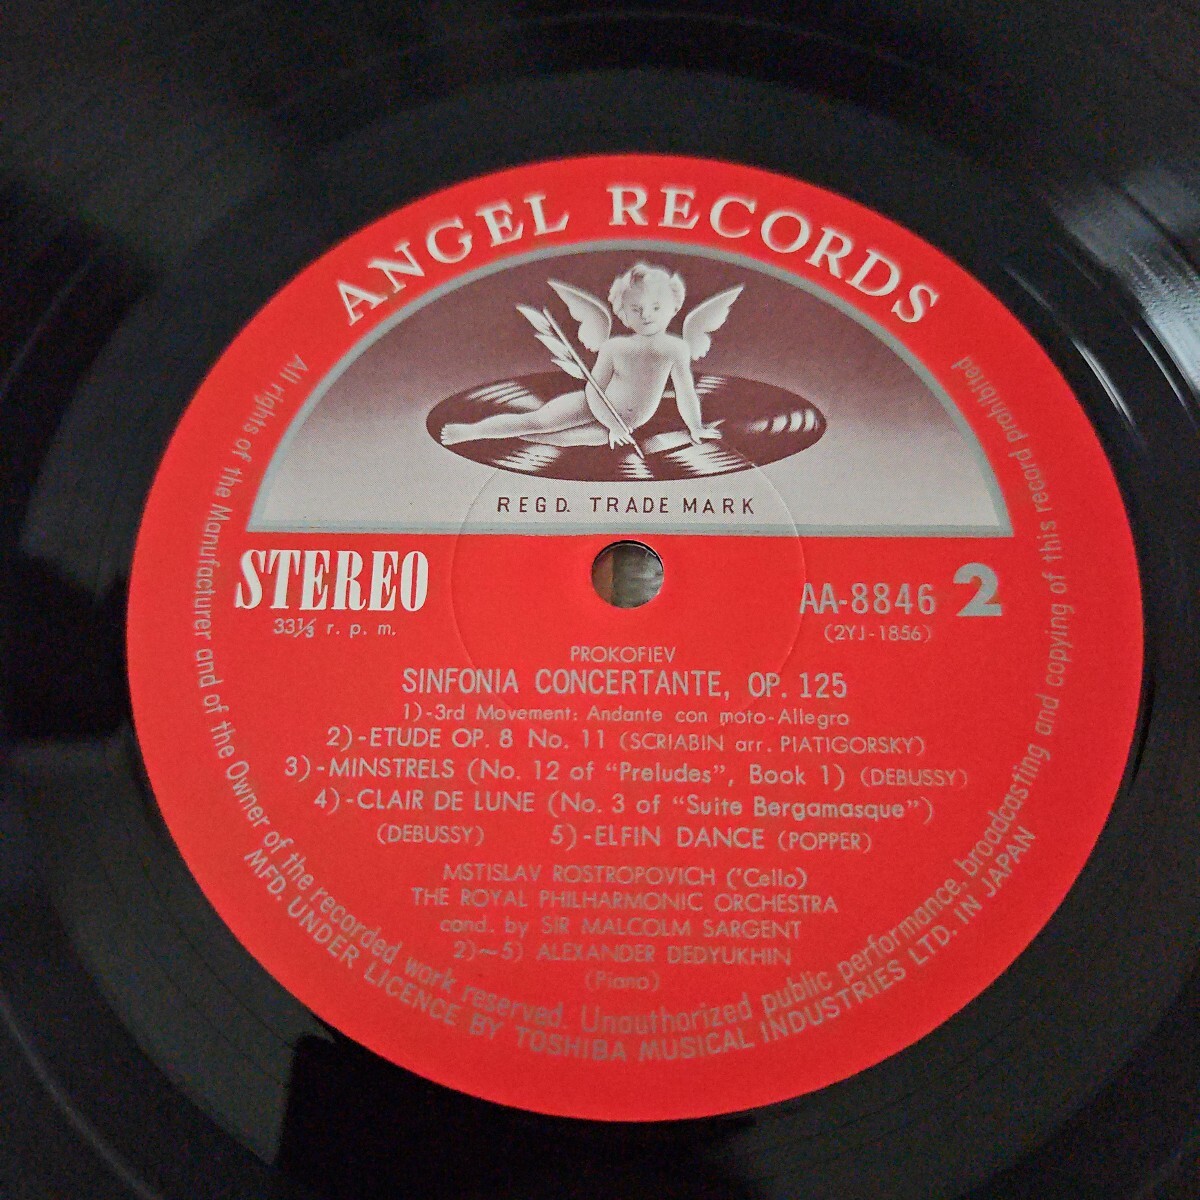 ANGEL RECORDS
REGD. TRADE MARK
STEREO
33⅓ r. p. m.
AA-8846 2
(2YJ-1856)
PROKOFIEV
SINFONIA CONCERTANTE, OP. 125
1)-3rd Movement: Andante con moto-Allegro
2)-ETUDE OP. 8 No. 11 (SCRIABIN arr. PIATIGORSKY)
3)-MINSTRELS (No. 12 of “Preludes”, Book 1) (DEBUSSY)
4)-CLAIR DE LUNE (No. 3 of “Suite Bergamasque”)
(DEBUSSY) 5)-ELFIN DANCE (POPPER)
MSTISLAV ROSTROPOVICH (’Cello)
THE ROYAL PHILHARMONIC ORCHESTRA
cond. by SIR MALCOLM SARGENT
2)~5) ALEXANDER DEDYUKHIN
(Piano)
All rights of the Manufacturer and of the Owner of the recorded work reserved. Unauthorized public performance, broadcasting and copying of this record prohibited
MFD. UNDER LICENCE BY TOSHIBA MUSICAL INDUSTRIES LTD. IN JAPAN